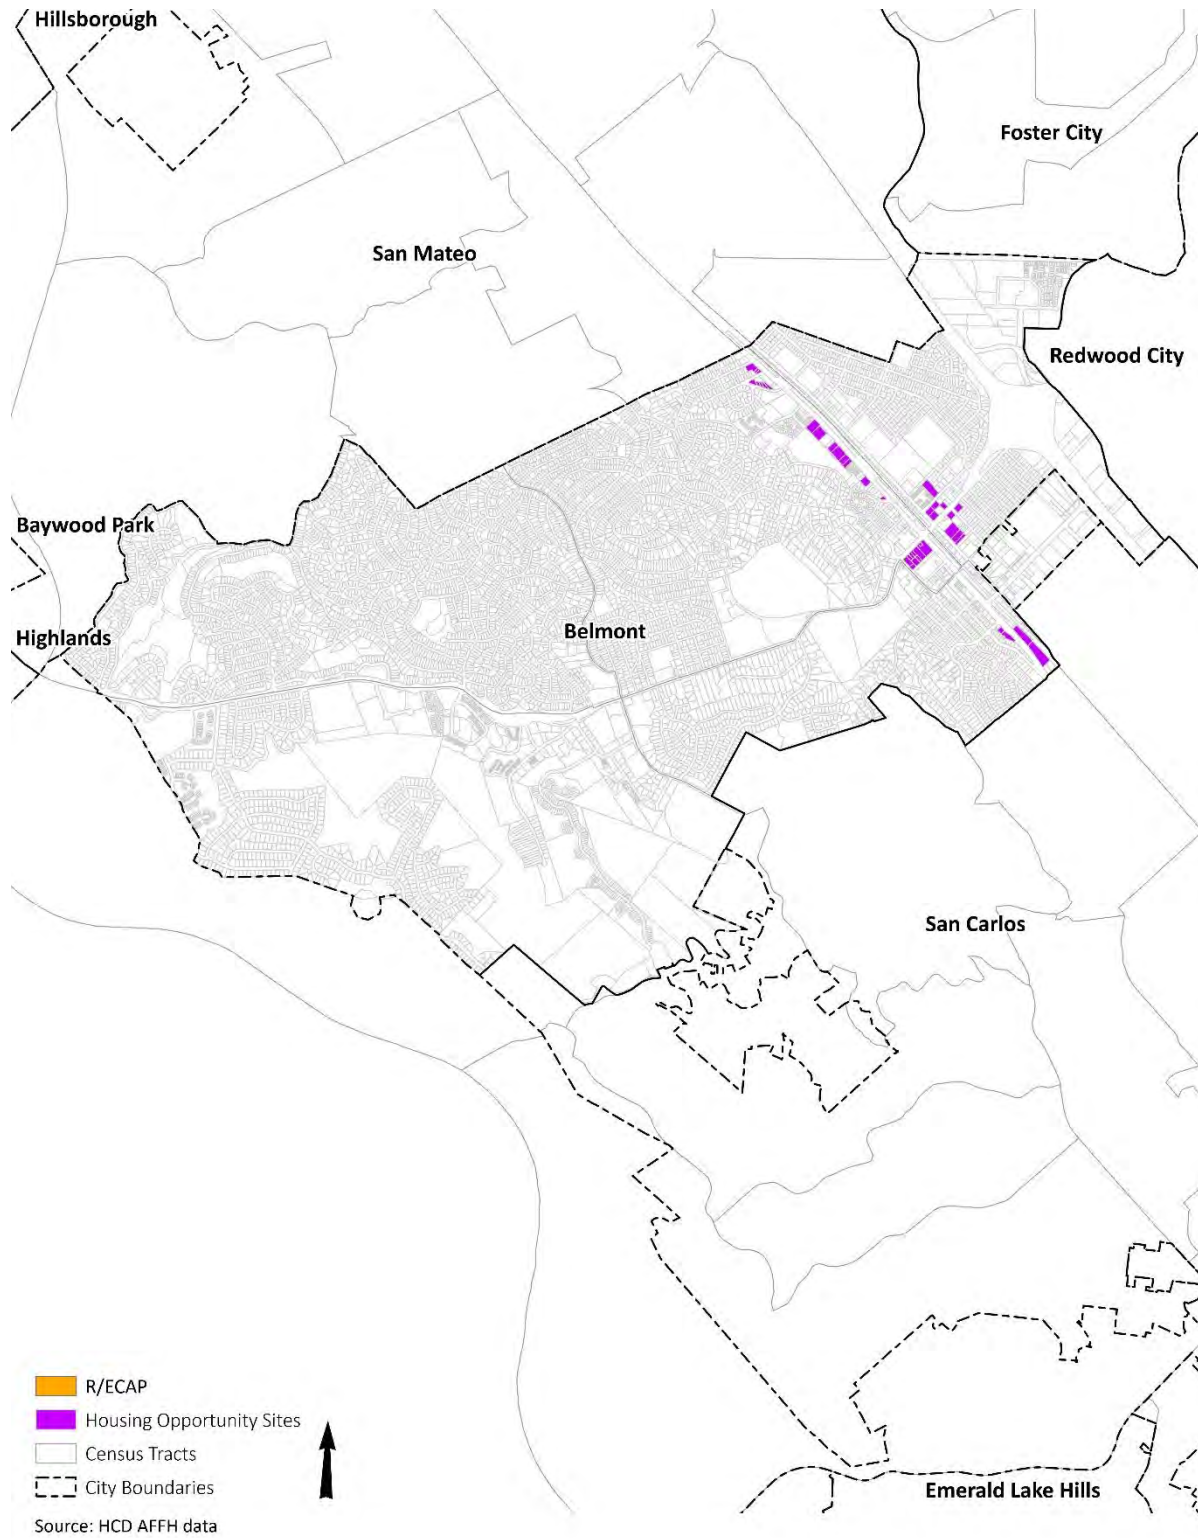 Hillsborough
Foster City
San Mateo
Redwood City
Baywood Park
Highlands
Belmont
San Carlos
R/ECAP
Housing Opportunity Sites
Census Tracts
City Boundaries
Emerald Lake Hills
Source: HCD AFFH data